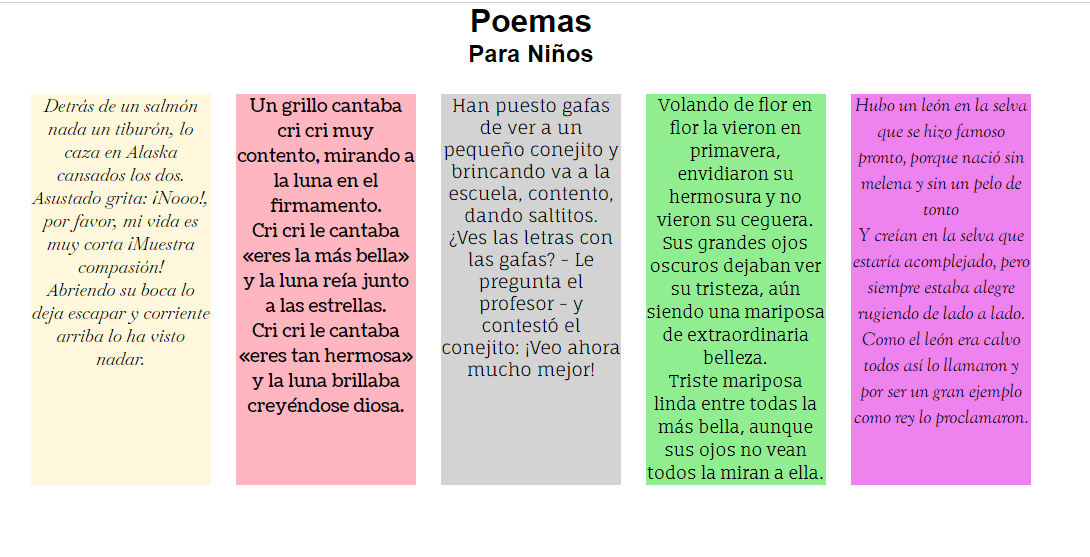 Poemas
Para Niños
Detrás de un salmón
nada un tiburón, lo
caza en Alaska
cansados los dos.
Asustado grita: ¡Nooo!,
por favor, mi vida es
muy corta ¡Muestra
compasión!
Abriendo su boca lo
deja escapar y corriente
arriba lo ha visto
nadar.
Un grillo cantaba
cri cri muy
contento, mirando a
la luna en el
firmamento.
Cri cri le cantaba
«eres la más bella»
y la luna reía junto
a las estrellas.
Cri cri le cantaba
«eres tan hermosa»
y la luna brillaba
creyéndose diosa.
Han puesto gafas
de ver a un
pequeño conejito y
brincando va a la
escuela, contento,
dando saltitos.
¿Ves las letras con
las gafas? - Le
pregunta el
profesor - y
contestó el
conejito: ¡Veo ahora
mucho mejor!
Volando de flor en
flor la vieron en
primavera,
envidiaron su
hermosura y no
vieron su ceguera.
Sus grandes ojos
oscuros dejaban ver
su tristeza, aún
siendo una mariposa
de extraordinaria
belleza.
Triste mariposa
linda entre todas la
más bella, aunque
sus ojos no vean
todos la miran a ella.
Hubo un león en la selva
que se hizo famoso
pronto, porque nació sin
melena y sin un pelo de
tonto
Y creían en la selva que
estaría acomplejado, pero
siempre estaba alegre
rugiendo de lado a lado.
Como el león era calvo
todos así lo llamaron y
por ser un gran ejemplo
como rey lo proclamaron.